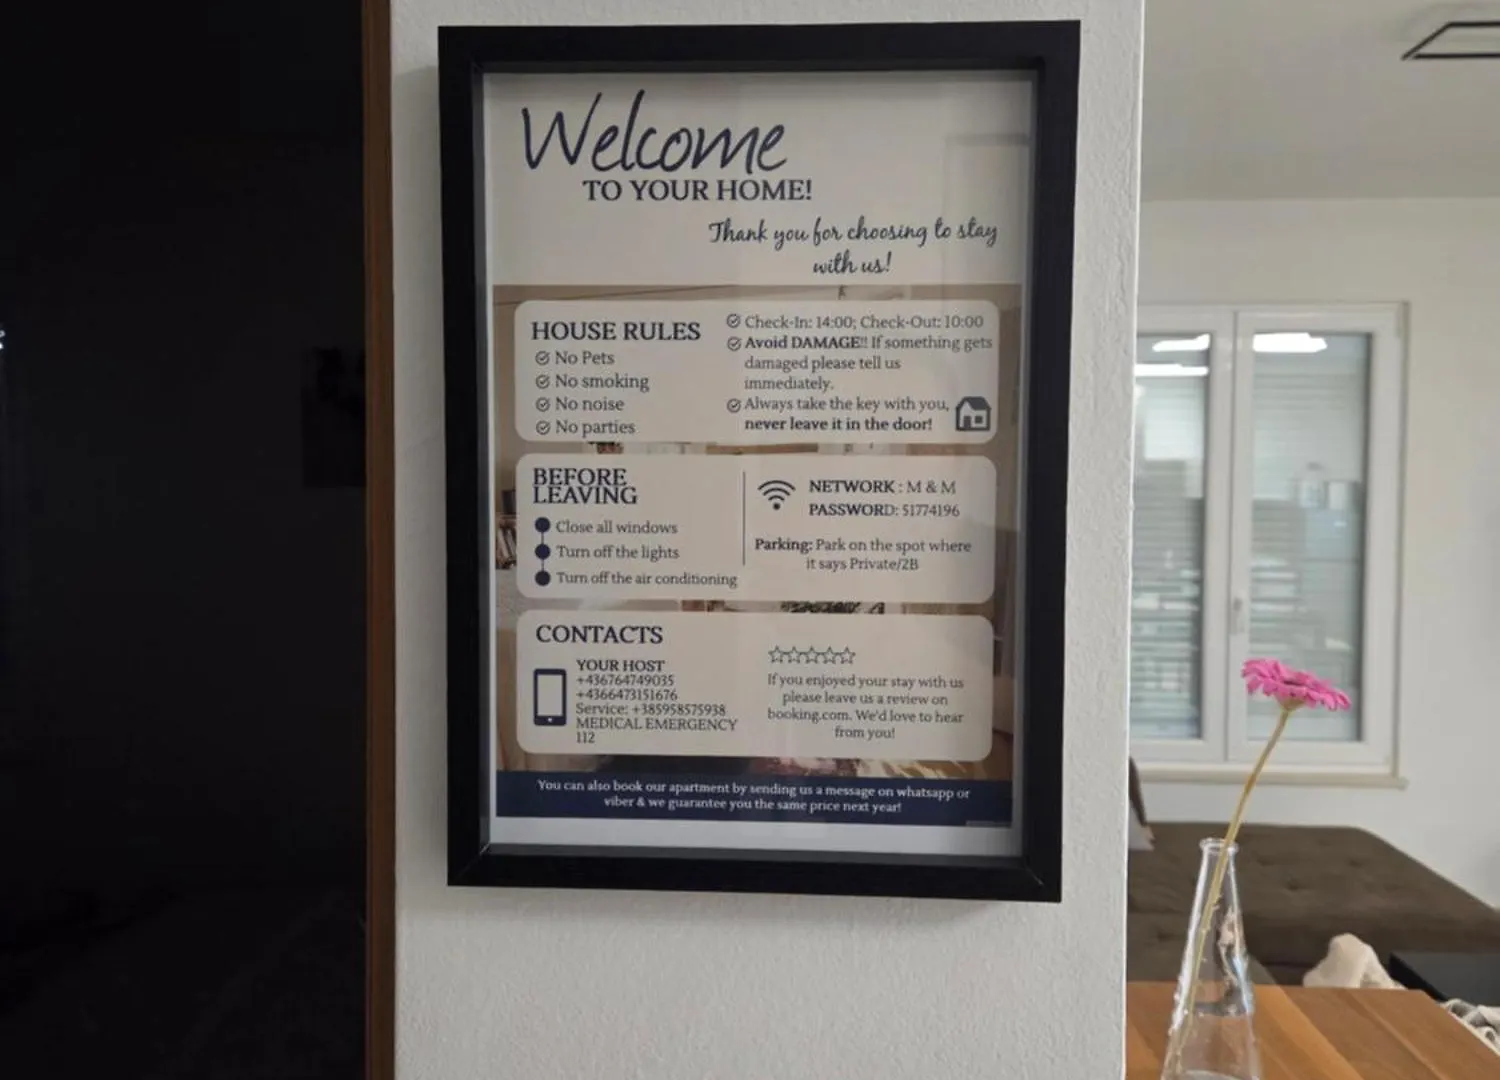 Welcome
TO YOUR HOME!
Thank you for choosing to stay
with us!
HOUSE RULES
No Pets
No smoking
No noise
No parties
Check-In: 14:00; Check-Out: 10:00
Avoid DAMAGE!! If something gets
damaged please tell us
immediately.
Always take the key with you,
never leave it in the door!
BEFORE
LEAVING
Close all windows
Turn off the lights
Turn off the air conditioning
NETWORK : M & M
PASSWORD: 51774196
Parking: Park on the spot where
it says Private/2B
CONTACTS
YOUR HOST
+436764749035
+4366473151676
Service: +385958575938
MEDICAL EMERGENCY
112
If you enjoyed your stay with us
please leave us a review on
booking.com. We'd love to hear
from you!
You can also book our apartment by sending us a message on whatsapp or
viber & we guarantee you the same price next year!